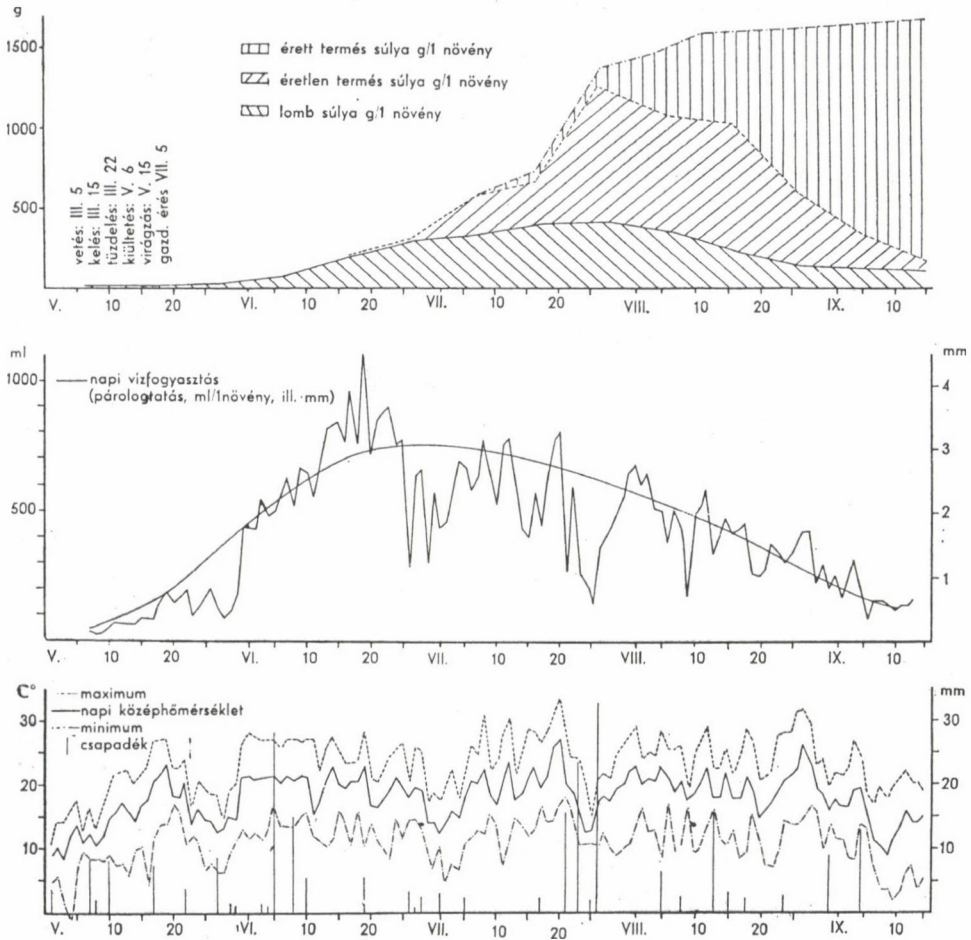 g
1500
1000
500
érett termés súlya g/1 növény
éretlen termés súlya g/1 növény
lomb súlya g/1 növény
vetés: III. 5
kelés: III. 15
tűzdelés: III. 22
kiültetés: V. 6
virágzás: V. 15
gazd. érés VII. 5
V. 10 20 VI. 10 20 VII. 10 20 VIII. 10 20 IX. 10
ml mm
1000
500
4
3
2
1
napi vízfogyasztás
(párologtatás, ml/1növény, ill. mm)
V. 10 20 VI. 10 20 VII. 10 20 VIII. 10 20 IX. 10
C° mm
30
20
10
30
20
10
maximum
napi középhőmérséklet
minimum
csapadék
V. 10 20 VI. 10 20 VII. 10 20 VIII. 10 20 IX. 10